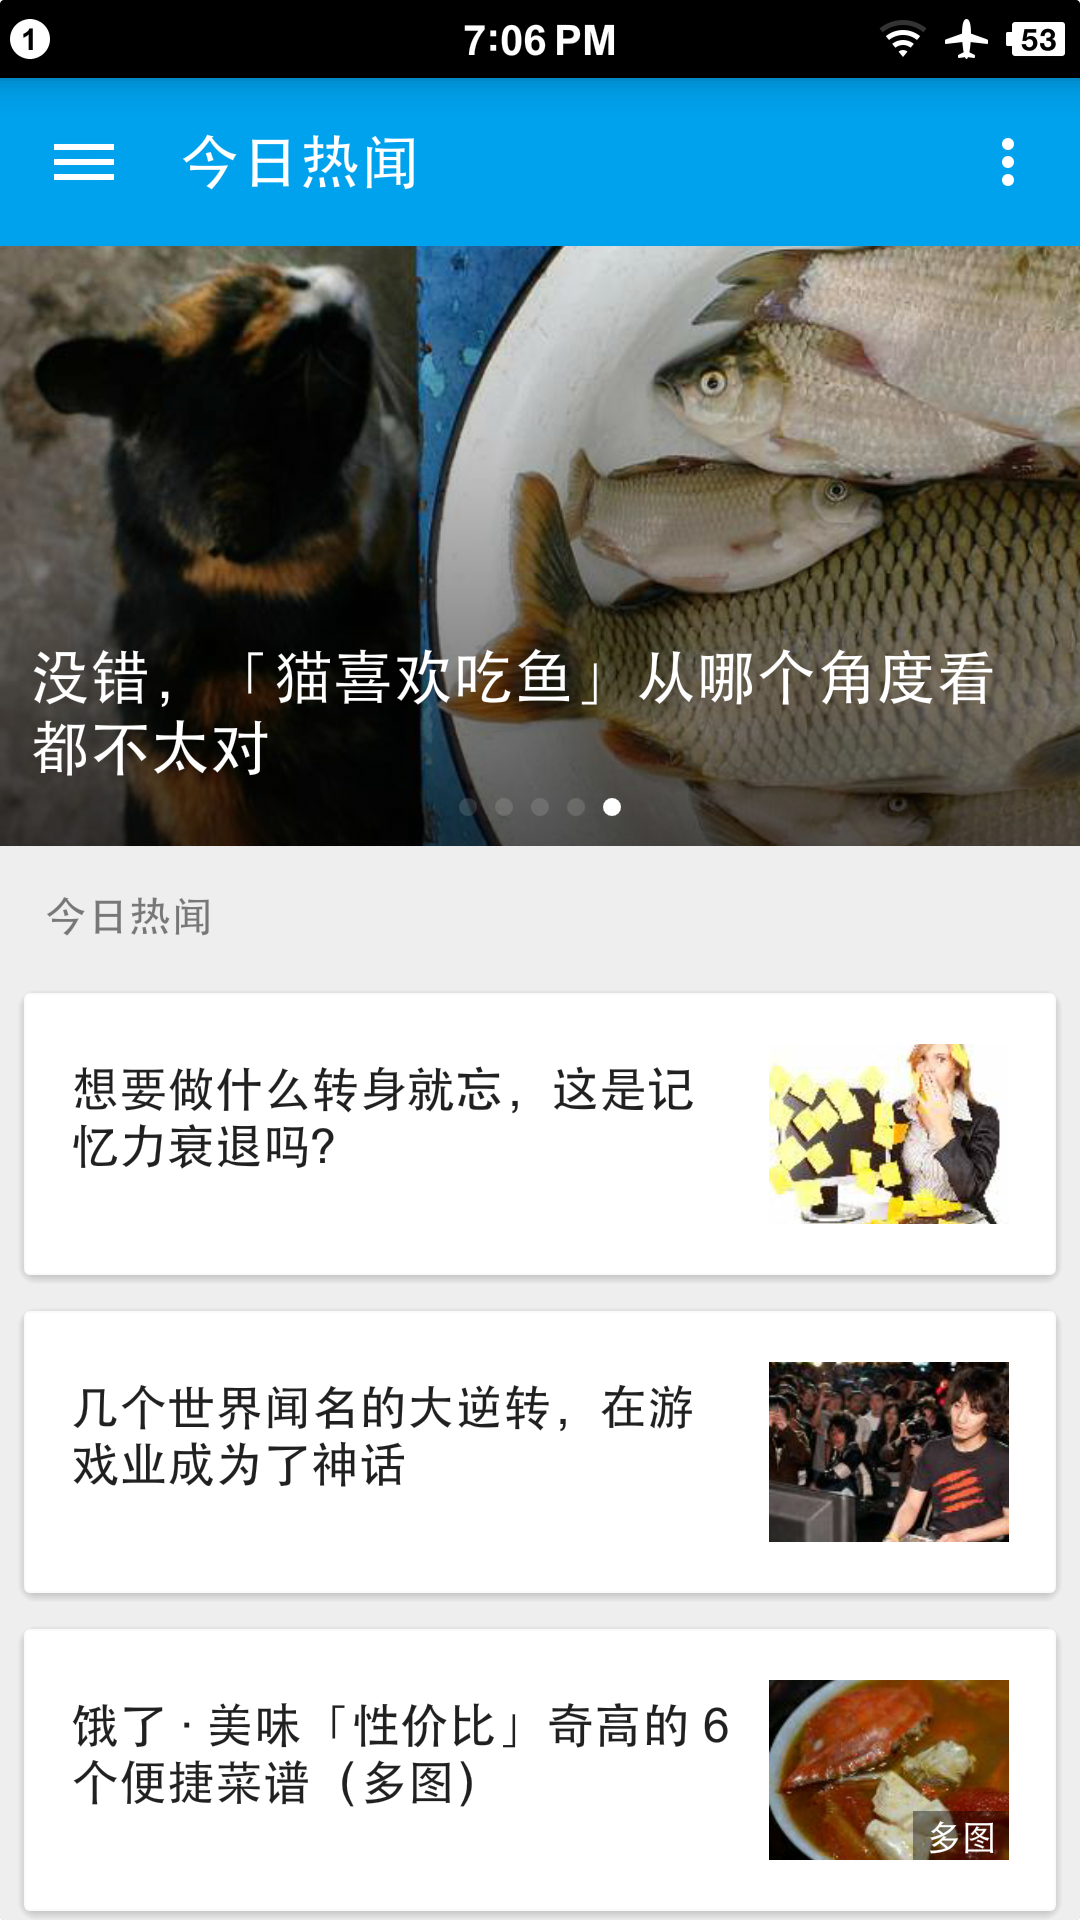 1
7:06 PM
53
今日热闻
没错，「猫喜欢吃鱼」从哪个角度看
都不太对
今日热闻
想要做什么转身就忘，这是记
忆力衰退吗?
几个世界闻名的大逆转，在游
戏业成为了神话
饿了 · 美味「性价比」奇高的 6
个便捷菜谱（多图）
多图